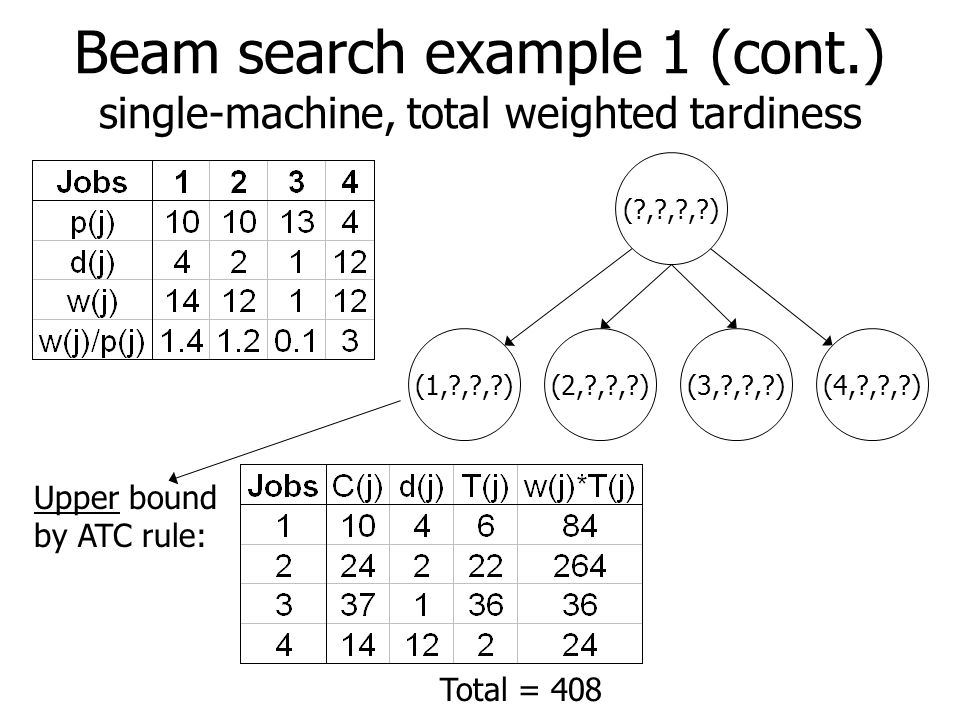 Beam search example 1 (cont.)
single-machine, total weighted tardiness
Jobs 1 2 3 4
p(j) 10 10 13 4
d(j) 4 2 1 12
w(j) 14 12 1 12
w(j)/p(j) 1.4 1.2 0.1 3
(?,?,?,?)
(1,?,?,?) (2,?,?,?) (3,?,?,?) (4,?,?,?)
Upper bound
by ATC rule:
Jobs C(j) d(j) T(j) w(j)*T(j)
1 10 4 6 84
2 24 2 22 264
3 37 1 36 36
4 14 12 2 24
Total = 408